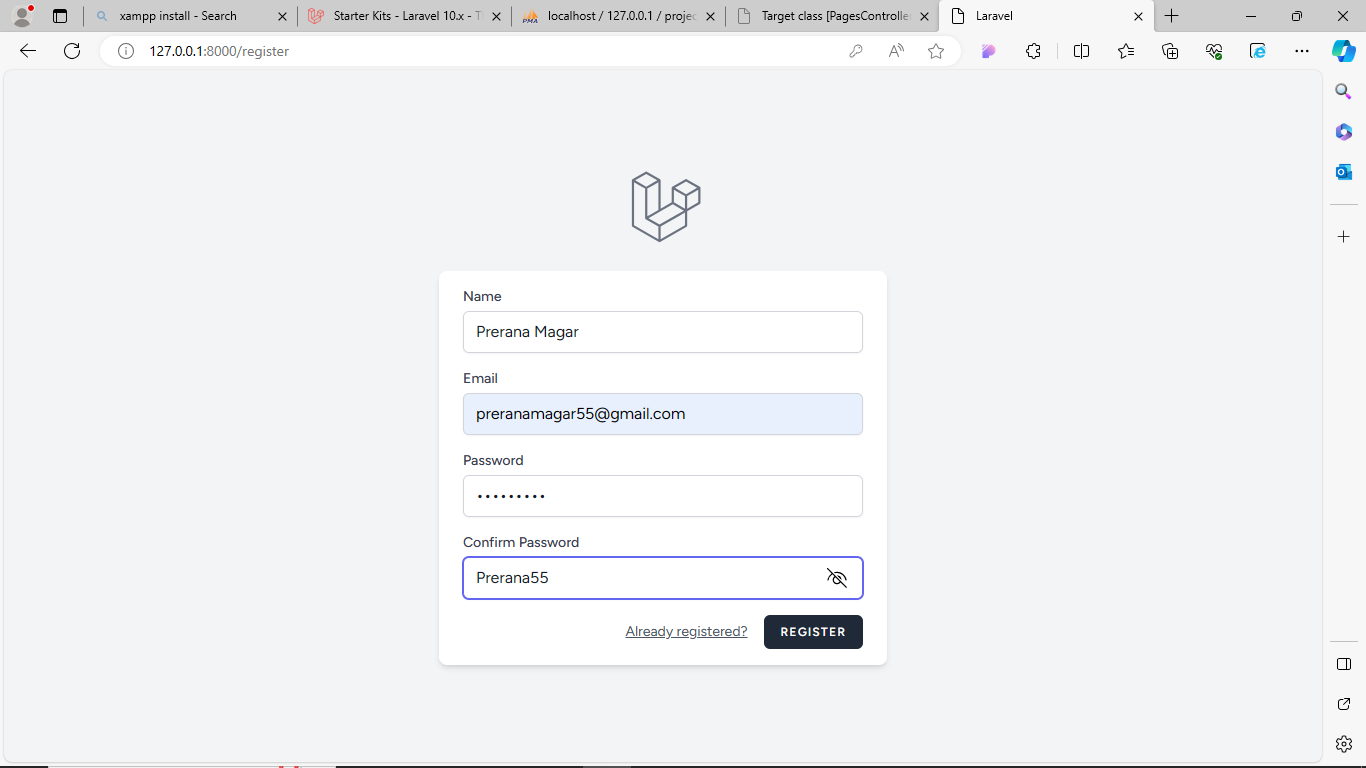 xampp install - Search
Starter Kits - Laravel 10.x - T
localhost / 127.0.0.1 / projec
Target class [PagesControlle
Laravel
127.0.0.1:8000/register
Name
Prerana Magar
Email
preranamagar55@gmail.com
Password
•••••••••
Confirm Password
Prerana55
Already registered?
REGISTER